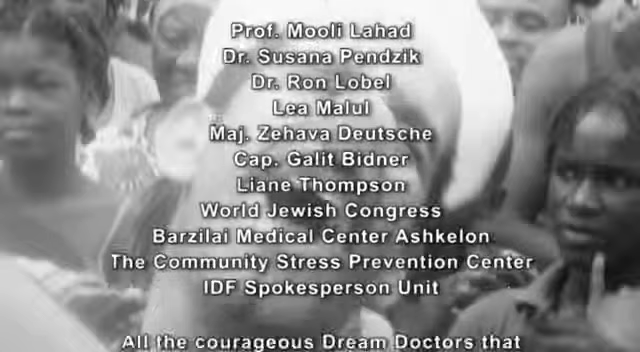 Prof. Mooli Lahad
Dr. Susana Pendzik
Dr. Ron Lobel
Lea Malul
Maj. Zehava Deutsche
Cap. Galit Bidner
Liane Thompson
World Jewish Congress
Barzilai Medical Center Ashkelon
The Community Stress Prevention Center
IDF Spokesperson Unit
All the courageous Dream Doctors that